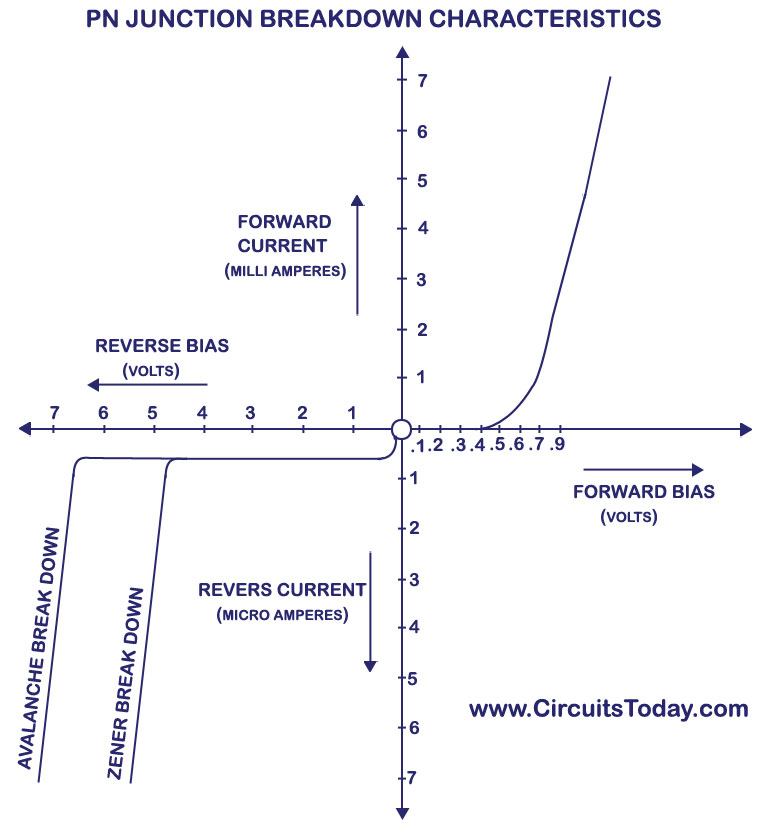 PN JUNCTION BREAKDOWN CHARACTERISTICS
7
6
5
4
3
2
1
FORWARD
CURRENT
(MILLI AMPERES)
REVERSE BIAS
(VOLTS)
7 6 5 4 3 2 1
.1 .2 .3 .4 .5 .6 .7 .9
FORWARD BIAS
(VOLTS)
1
2
3
4
5
6
7
REVERS CURRENT
(MICRO AMPERES)
AVALANCHE BREAK DOWN
ZENER BREAK DOWN
www.CircuitsToday.com